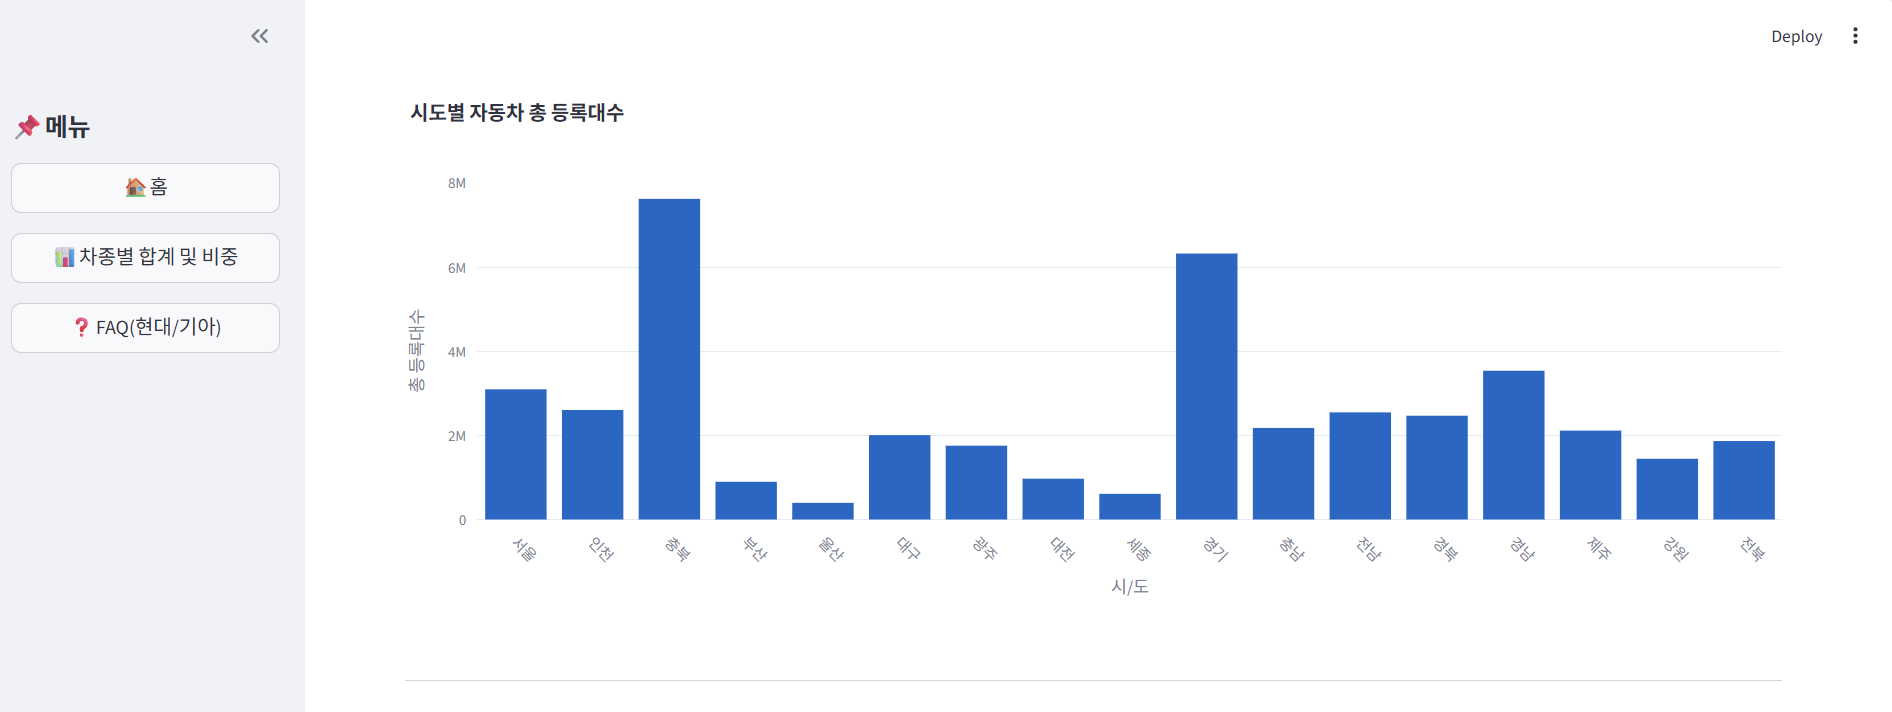 Deploy
메뉴
홈
차종별 합계 및 비중
FAQ(현대/기아)
시도별 자동차 총 등록대수
총 등록대수
8M
6M
4M
2M
0
서울
인천
충북
부산
울산
대구
광주
대전
세종
경기
충남
전남
경북
경남
제주
강원
전북
시/도